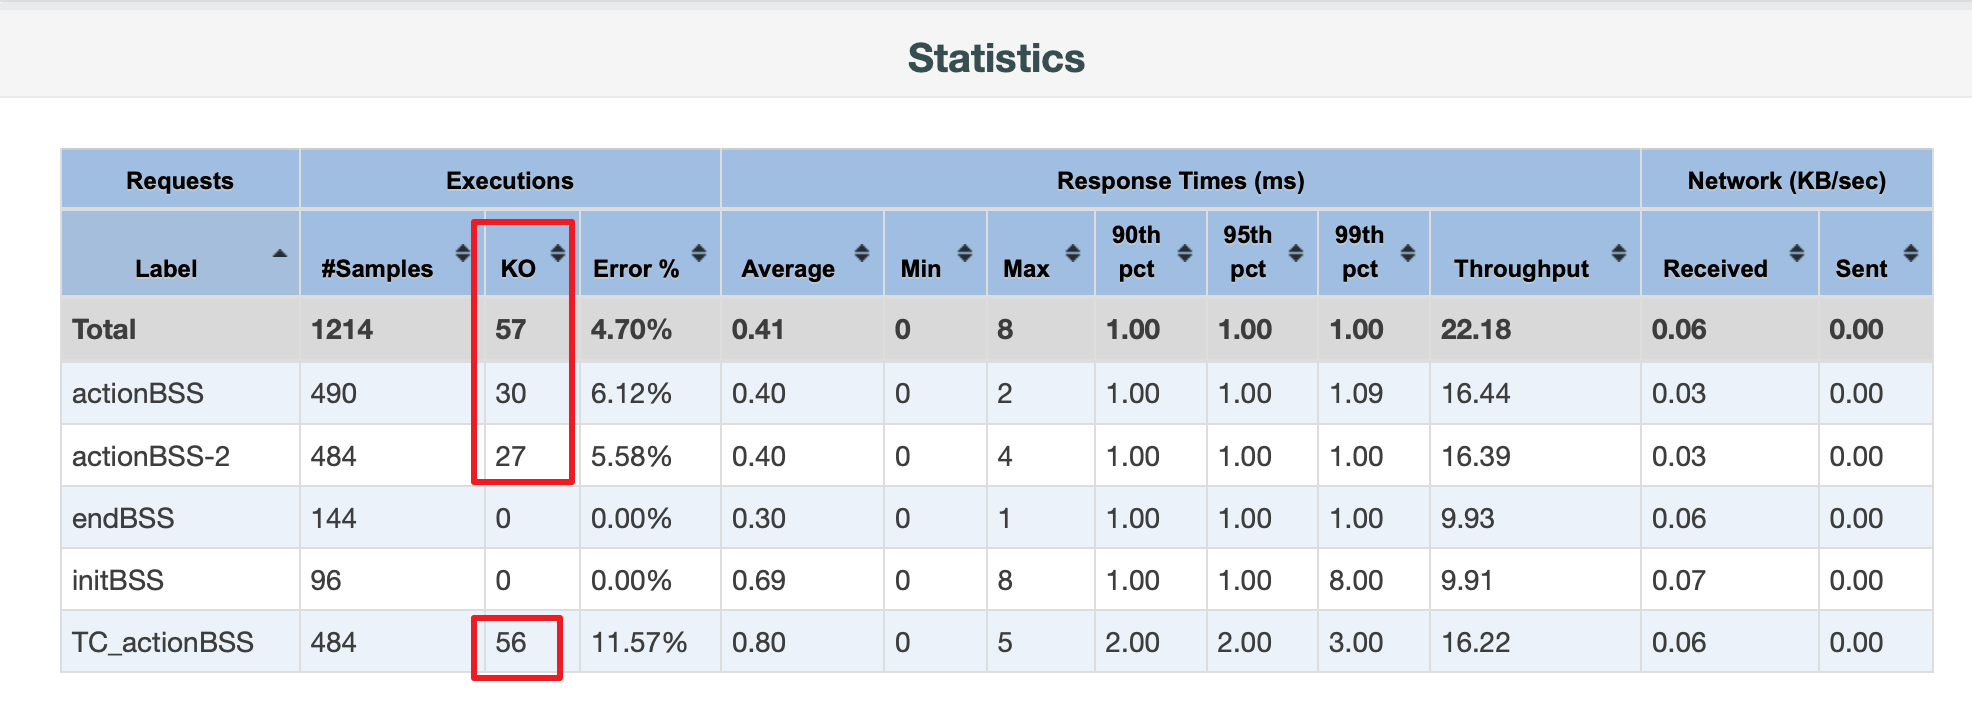 Statistics
Requests Executions Response Times (ms) Network (KB/sec)
Label #Samples KO Error % Average Min Max 90th pct 95th pct 99th pct Throughput Received Sent
Total 1214 57 4.70% 0.41 0 8 1.00 1.00 1.00 22.18 0.06 0.00
actionBSS 490 30 6.12% 0.40 0 2 1.00 1.00 1.09 16.44 0.03 0.00
actionBSS-2 484 27 5.58% 0.40 0 4 1.00 1.00 1.00 16.39 0.03 0.00
endBSS 144 0 0.00% 0.30 0 1 1.00 1.00 1.00 9.93 0.06 0.00
initBSS 96 0 0.00% 0.69 0 8 1.00 1.00 8.00 9.91 0.07 0.00
TC_actionBSS 484 56 11.57% 0.80 0 5 2.00 2.00 3.00 16.22 0.06 0.00